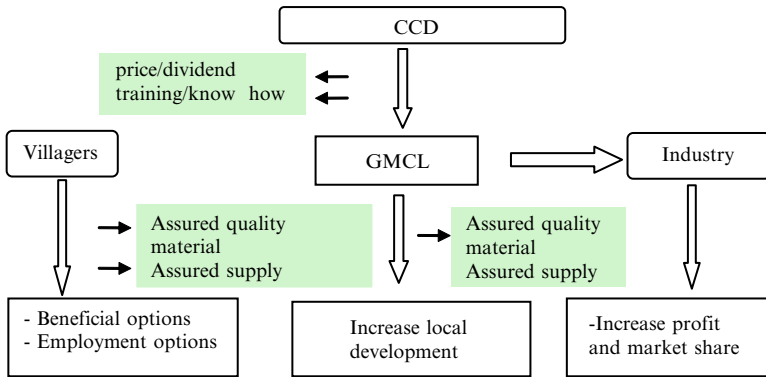 CCD
price/dividend
training/know how
Villagers
GMCL
Industry
Assured quality
material
Assured supply
Assured quality
material
Assured supply
- Beneficial options
- Employment options
Increase local
development
-Increase profit
and market share